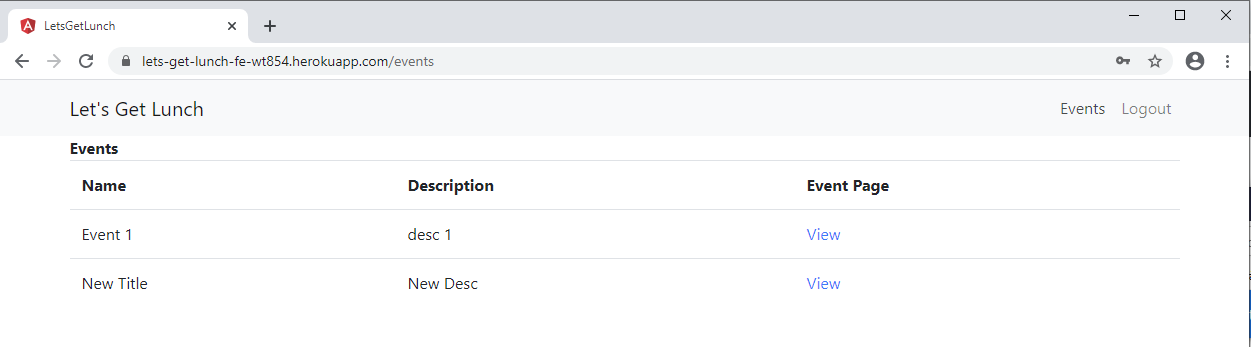 LetsGetLunch
lets-get-lunch-fe-wt854.herokuapp.com/events
Let's Get Lunch Events Logout
Events
Name Description Event Page
Event 1 desc 1 View
New Title New Desc View